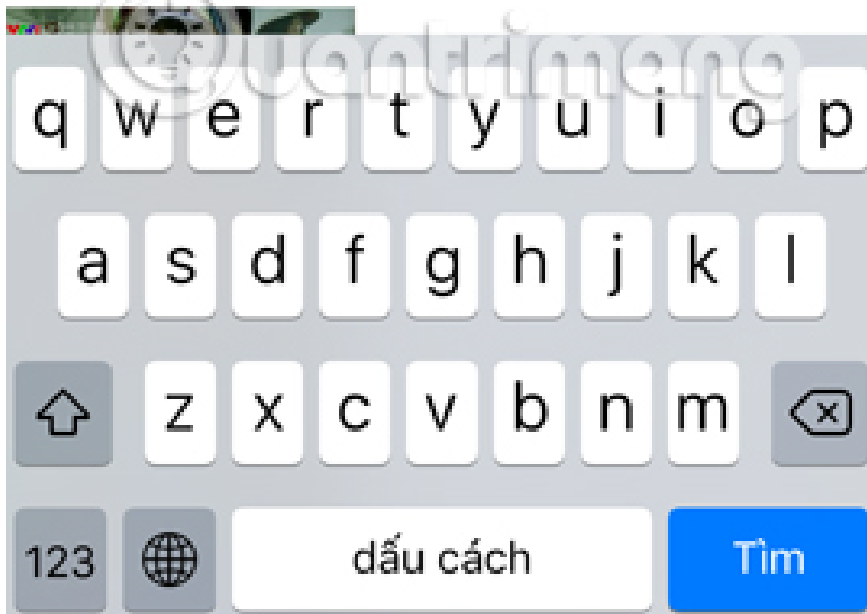 Quantrimang
q w e r t y u i o p
a s d f g h j k l
z x c v b n m
123 dấu cách Tìm